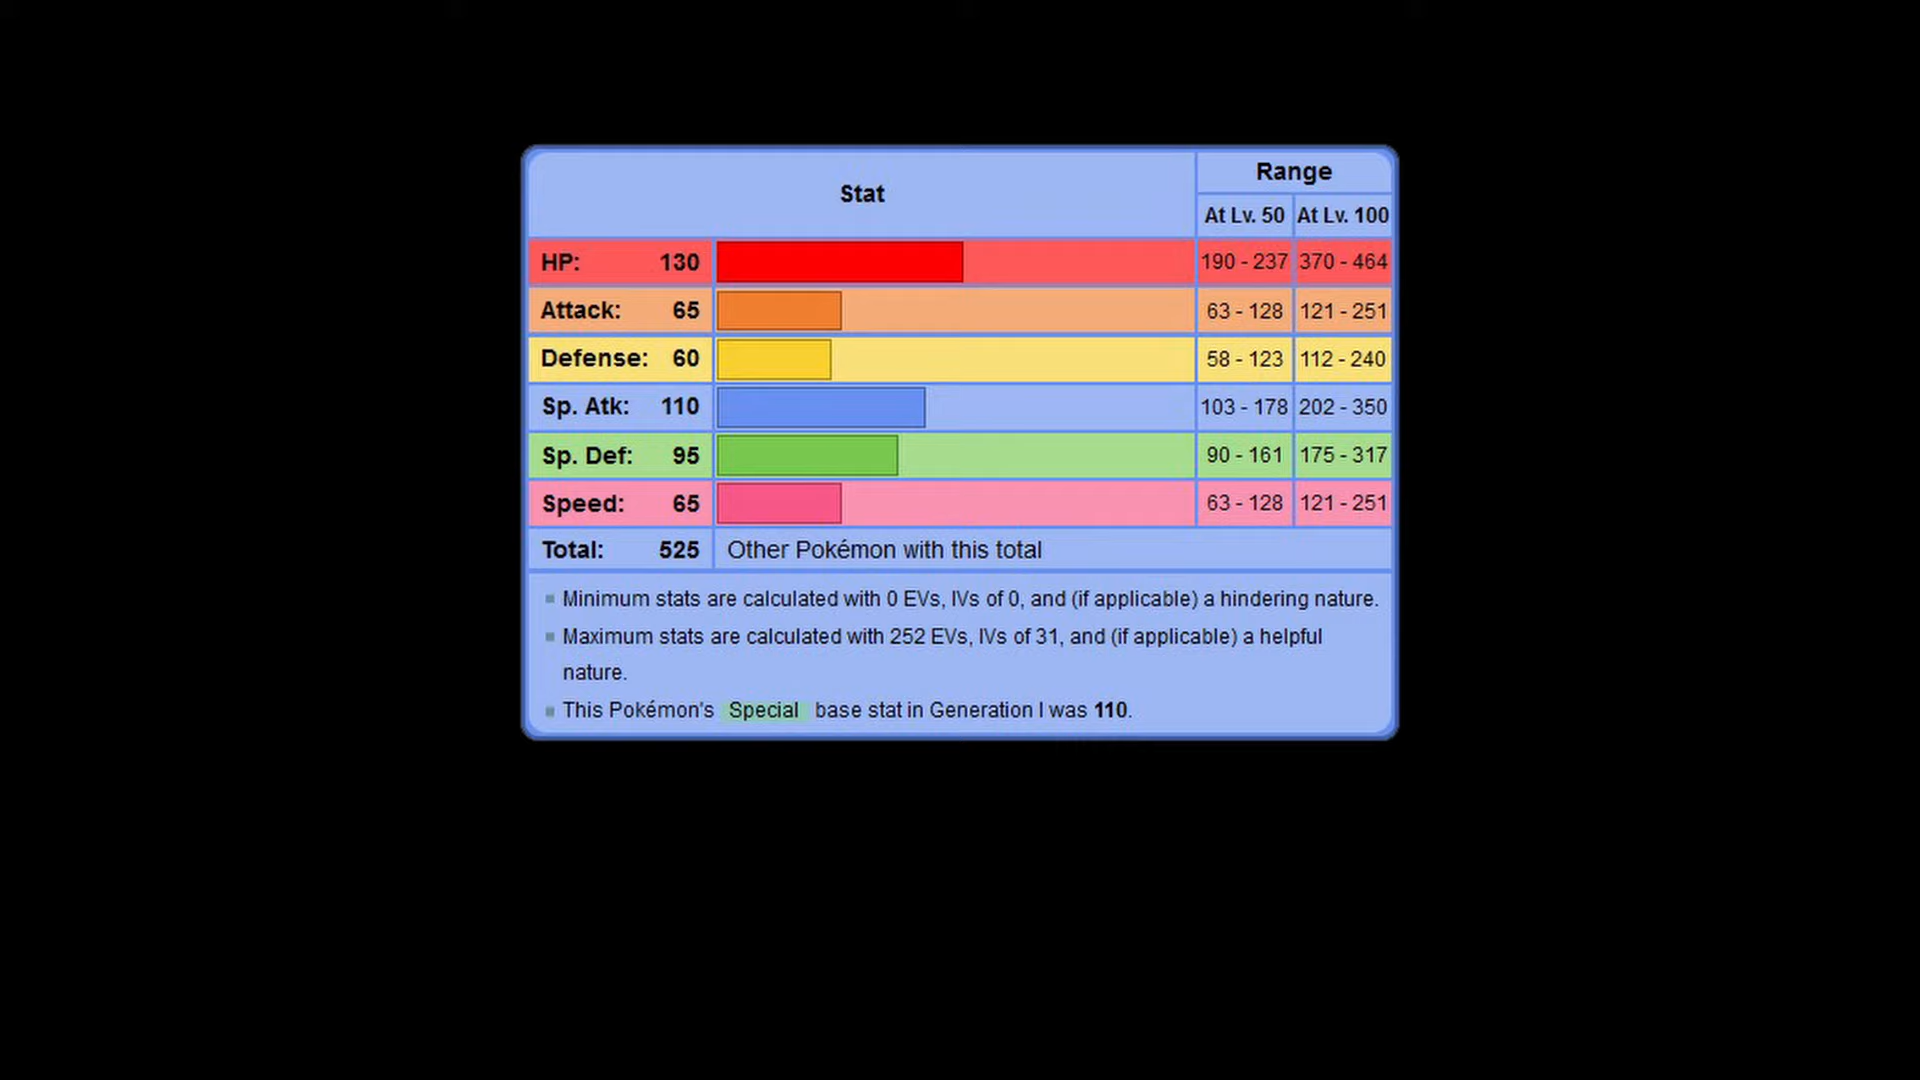 Stat
Range
At Lv. 50 At Lv. 100
HP: 130 190 - 237 370 - 464
Attack: 65 63 - 128 121 - 251
Defense: 60 58 - 123 112 - 240
Sp. Atk: 110 103 - 178 202 - 350
Sp. Def: 95 90 - 161 175 - 317
Speed: 65 63 - 128 121 - 251
Total: 525 Other Pokémon with this total
Minimum stats are calculated with 0 EVs, IVs of 0, and (if applicable) a hindering nature.
Maximum stats are calculated with 252 EVs, IVs of 31, and (if applicable) a helpful
nature.
This Pokémon's Special base stat in Generation I was 110.